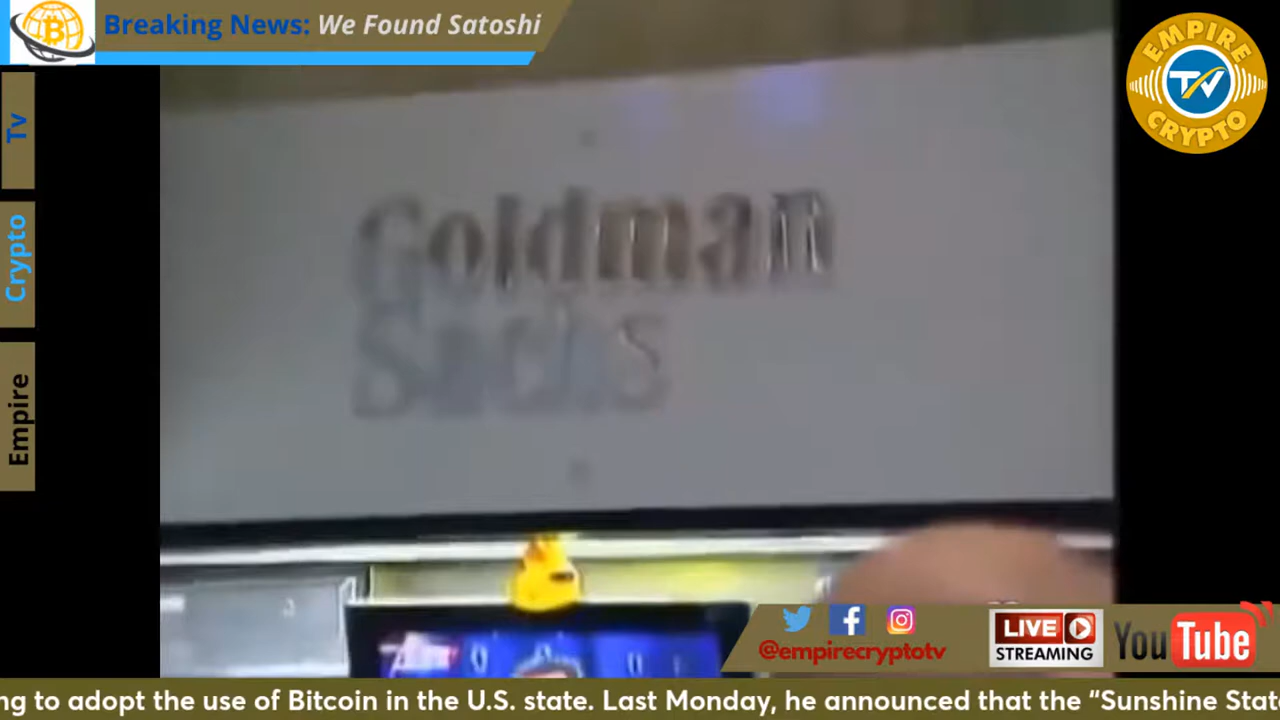 Breaking News: We Found Satoshi
EMPIRE
TV
CRYPTO
Tv
Crypto
Empire
Goldman
Sachs
@empirecryptotv
LIVE
STREAMING
YouTube
ng to adopt the use of Bitcoin in the U.S. state. Last Monday, he announced that the “Sunshine Stat